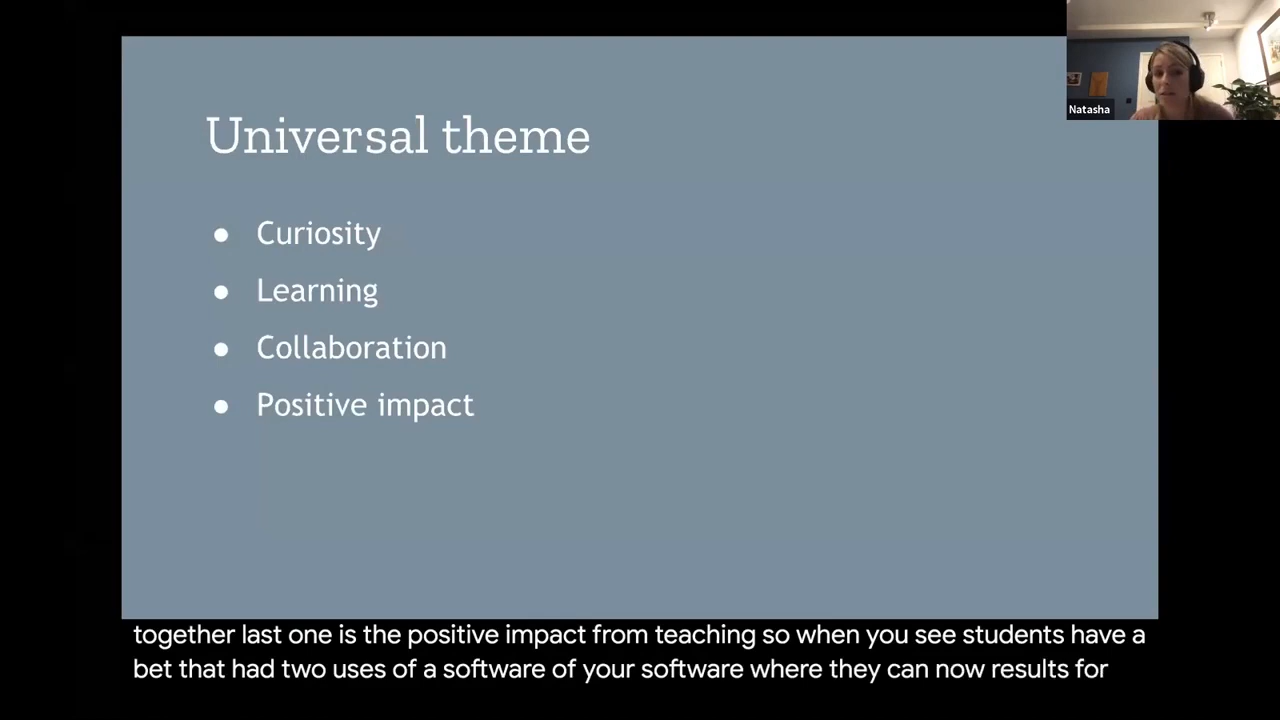 Natasha
Universal theme
● Curiosity
● Learning
● Collaboration
● Positive impact
together last one is the positive impact from teaching so when you see students have a
bet that had two uses of a software of your software where they can now results for